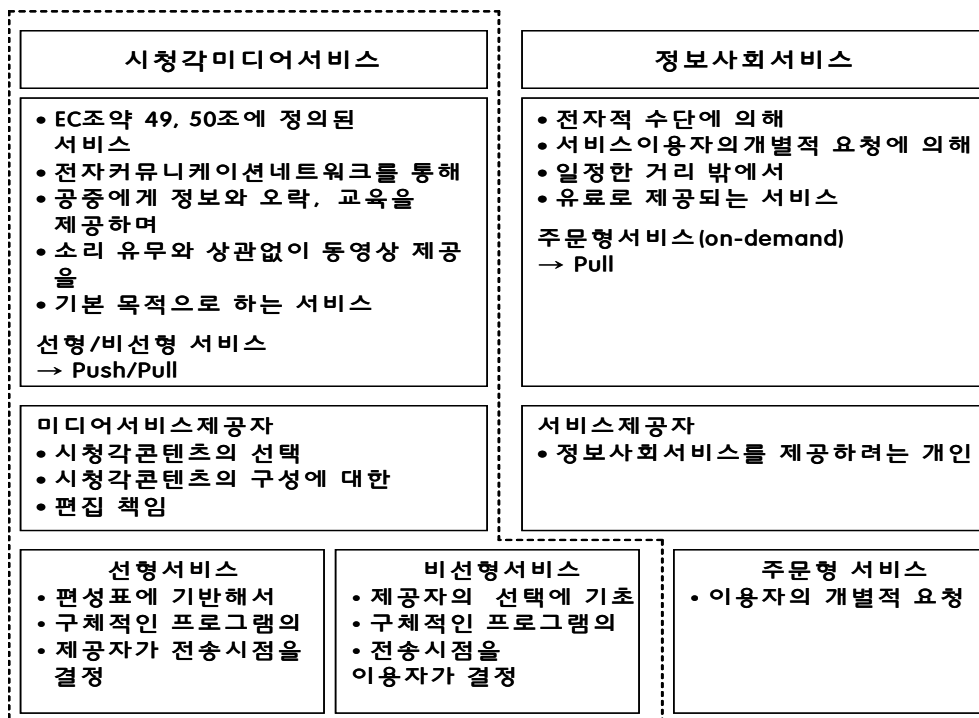 시청각미디어서비스
• EC조약 49, 50조에 정의된
서비스
• 전자커뮤니케이션네트워크를 통해
• 공중에게 정보와 오락, 교육을
제공하며
• 소리 유무와 상관없이 동영상 제공
을
• 기본 목적으로 하는 서비스
선형/비선형 서비스
→ Push/Pull
정보사회서비스
• 전자적 수단에 의해
• 서비스이용자의개별적 요청에 의해
• 일정한 거리 밖에서
• 유료로 제공되는 서비스
주문형서비스(on-demand)
→ Pull
미디어서비스제공자
• 시청각콘텐츠의 선택
• 시청각콘텐츠의 구성에 대한
• 편집 책임
서비스제공자
• 정보사회서비스를 제공하려는 개인
선형서비스
• 편성표에 기반해서
• 구체적인 프로그램의
• 제공자가 전송시점을
결정
비선형서비스
• 제공자의 선택에 기초
• 구체적인 프로그램의
• 전송시점을
이용자가 결정
주문형 서비스
• 이용자의 개별적 요청